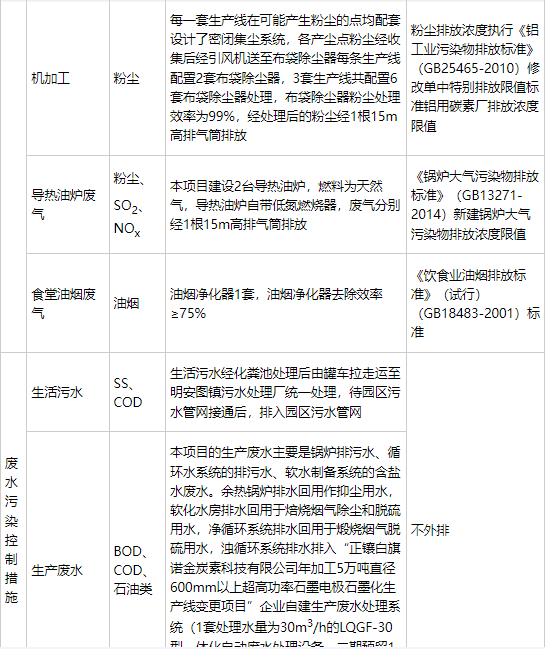 机加工
粉尘
每一套生产线在可能产生粉尘的点均配套
设计了密闭集尘系统，各产尘点粉尘经收
集后经引风机送至布袋除尘器每条生产线
配置2套布袋除尘器，3套生产线共配置6
套布袋除尘器处理，布袋除尘器粉尘处理
效率为99%，经处理后的粉尘经1根15m
高排气筒排放
粉尘排放浓度执行《铝
工业污染物排放标准》
（GB25465-2010）修
改单中特别排放限值标
准铝用碳素厂排放浓度
限值
导热油炉废
气
粉尘、
SO2、
NOx
本项目建设2台导热油炉，燃料为天然
气，导热油炉自带低氮燃烧器，废气分别
经1根15m高排气筒排放
《锅炉大气污染物排放
标准》（GB13271-
2014）新建锅炉大气
污染物排放浓度限值
食堂油烟废
气
油烟
油烟净化器1套，油烟净化器去除效率
≥75%
《饮食业油烟排放标
准》（试行）
（GB18483-2001）标
准
废
水
污
染
控
制
措
施
生活污水
SS、
COD
生活污水经化粪池处理后由罐车拉走运至
明安图镇污水处理厂统一处理，待园区污
水管网接通后，排入园区污水管网
不外排
生产废水
BOD、
COD、
石油类
本项目的生产废水主要是锅炉排污水、循
环水系统的排污水、软水制备系统的含盐
水废水。余热锅炉排水回用作抑尘用水，
软化水房排水回用于焙烧烟气除尘和脱硫
用水，净循环系统排水回用于煅烧烟气脱
硫用水，浊循环系统排水排入“正镶白旗
诺金炭素科技有限公司年加工5万吨直径
600mm以上超高功率石墨电极石墨化生
产线变更项目”企业自建生产废水处理系
统（1套处理水量为30m3/h的LQGF-30
型一体化自动废水处理设备，二期预留1